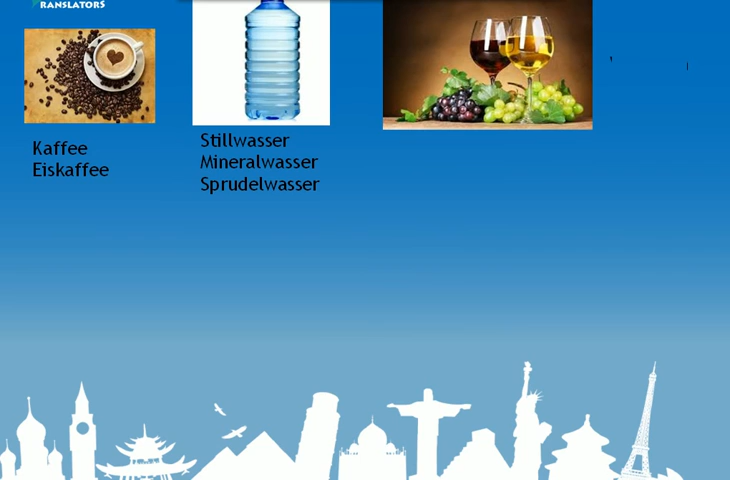 RANSLATORS
Kaffee
Eiskaffee
Stillwasser
Mineralwasser
Sprudelwasser